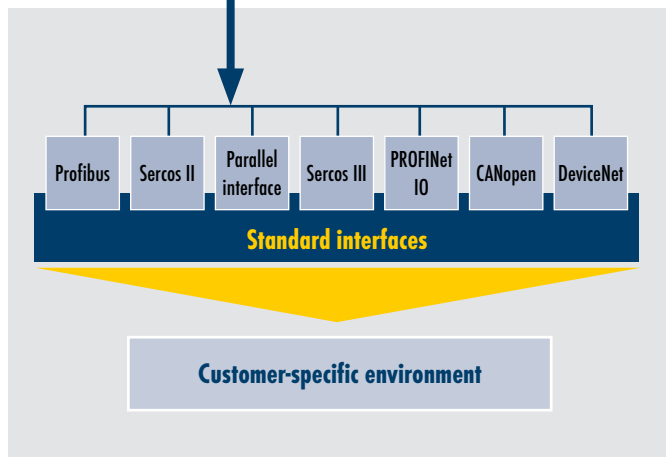 Profibus
Sercos II
Parallel
interface
Sercos III
PROFINet
IO
CANopen
DeviceNet
Standard interfaces
Customer-specific environment